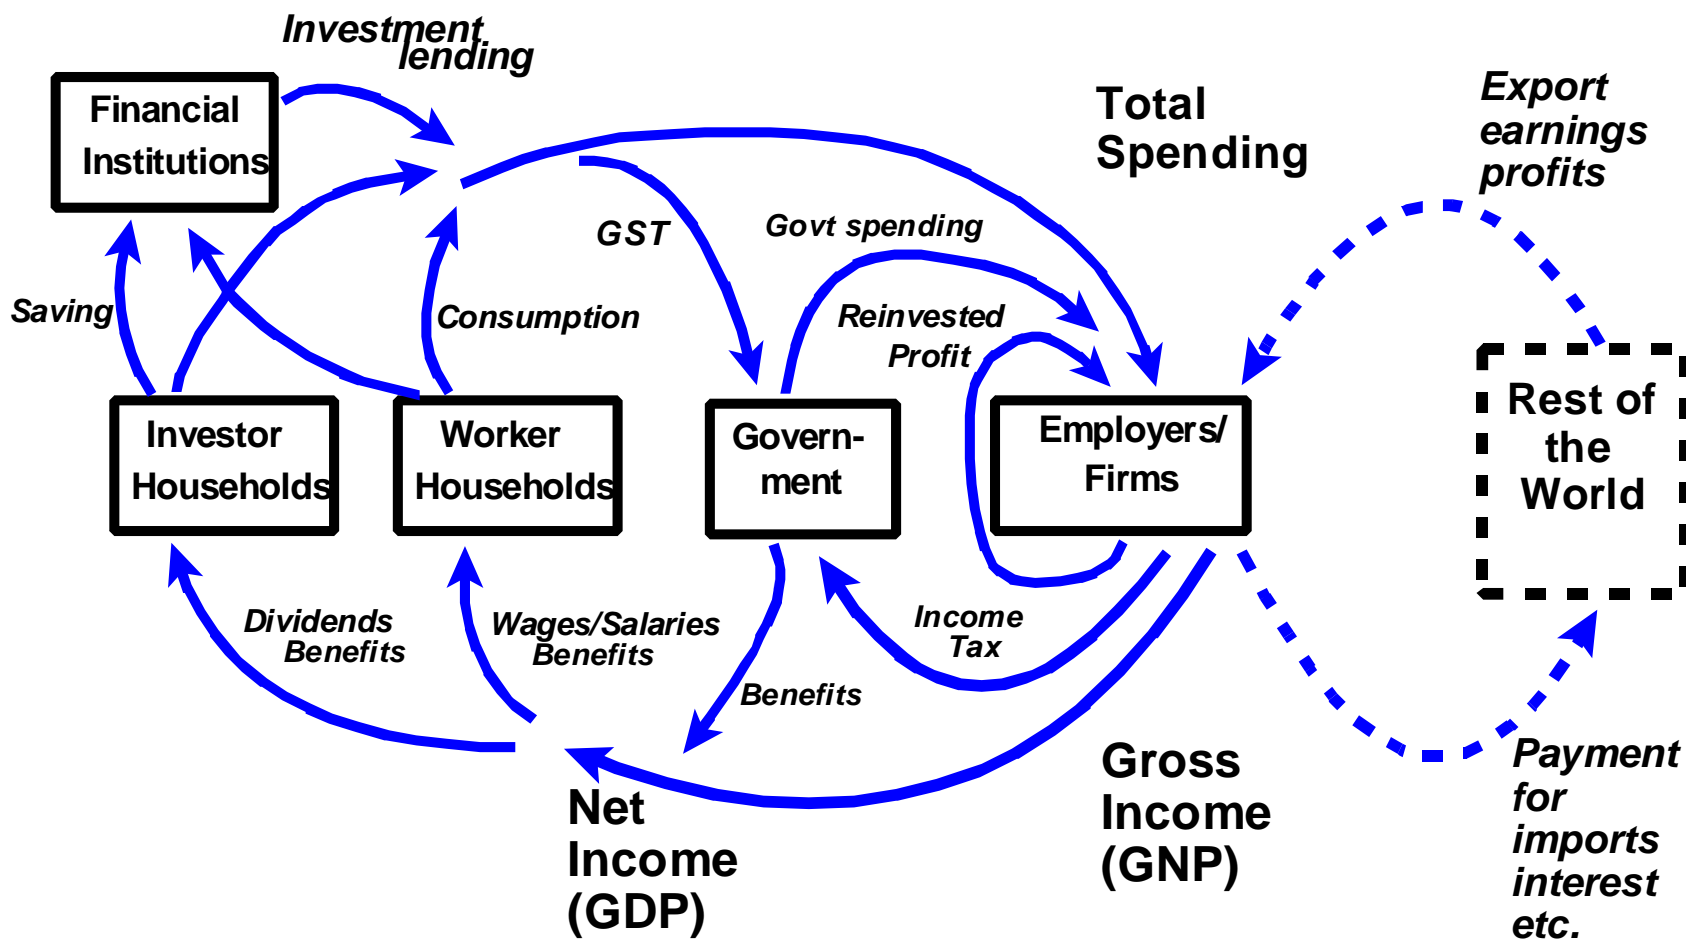 Investment
lending
Financial
Institutions
Total
Spending
Export
earnings
profits
GST
Govt spending
Saving
Consumption
Reinvested
Profit
Investor
Households
Worker
Households
Govern-
ment
Employers/
Firms
Rest of
the
World
Dividends
Benefits
Wages/Salaries
Benefits
Income
Tax
Benefits
Net
Income
(GDP)
Gross
Income
(GNP)
Payment
for
imports
interest
etc.